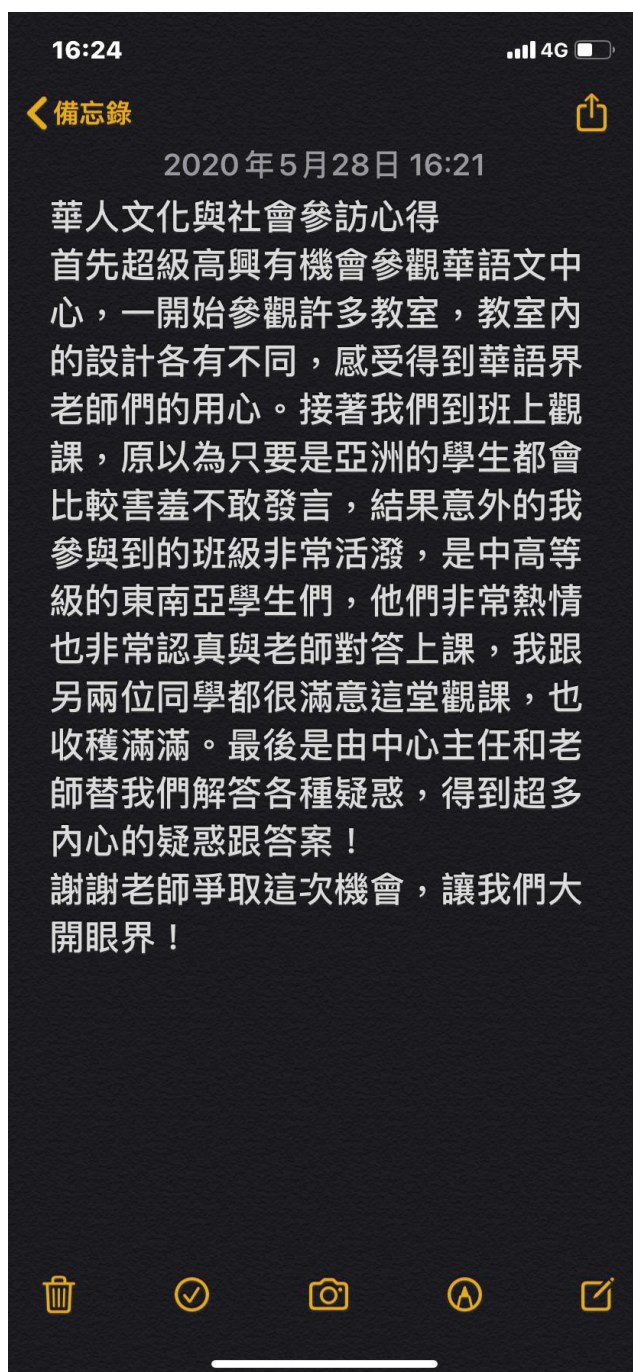 16:24
4G
備忘錄
2020年5月28日 16:21
華人文化與社會參訪心得
首先超級高興有機會參觀華語文中
心，一開始參觀許多教室，教室內
的設計各有不同，感受得到華語界
老師們的用心。接著我們到班上觀
課，原以為只要是亞洲的學生都會
比較害羞不敢發言，結果意外的我
參與到的班級非常活潑，是中高等
級的東南亞學生們，他們非常熱情
也非常認真與老師對答上課，我跟
另兩位同學都很滿意這堂觀課，也
收穫滿滿。最後是由中心主任和老
師替我們解答各種疑惑，得到超多
內心的疑惑跟答案！
謝謝老師爭取這次機會，讓我們大
開眼界！